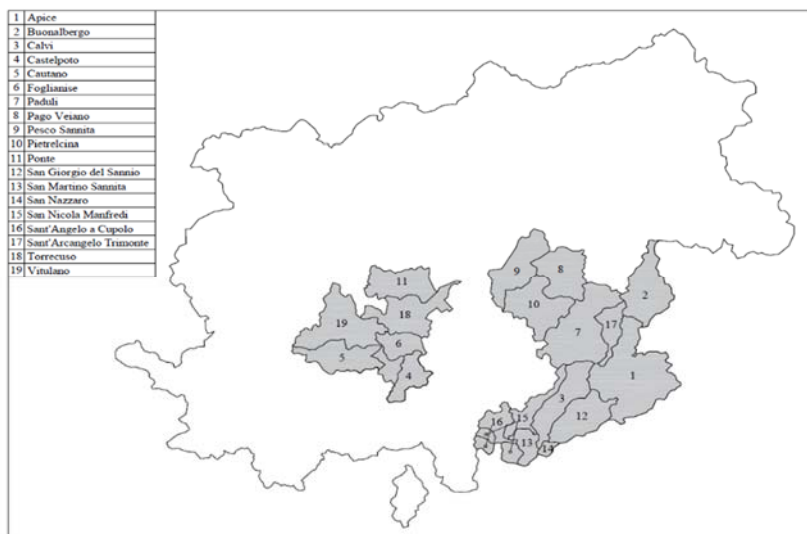 1 Apice
2 Buonalbergo
3 Calvi
4 Castelpoto
5 Cautano
6 Foglianise
7 Paduli
8 Pago Veiano
9 Pesco Sannita
10 Pietrelcina
11 Ponte
12 San Giorgio del Sannio
13 San Martino Sannita
14 San Nazzaro
15 San Nicola Manfredi
16 Sant'Angelo a Cupolo
17 Sant'Arcangelo Trimonte
18 Torrecuso
19 Vitulano
9
8
11
2
10
18
19
17
7
6
5
4
1
3
12
16
15
13
14